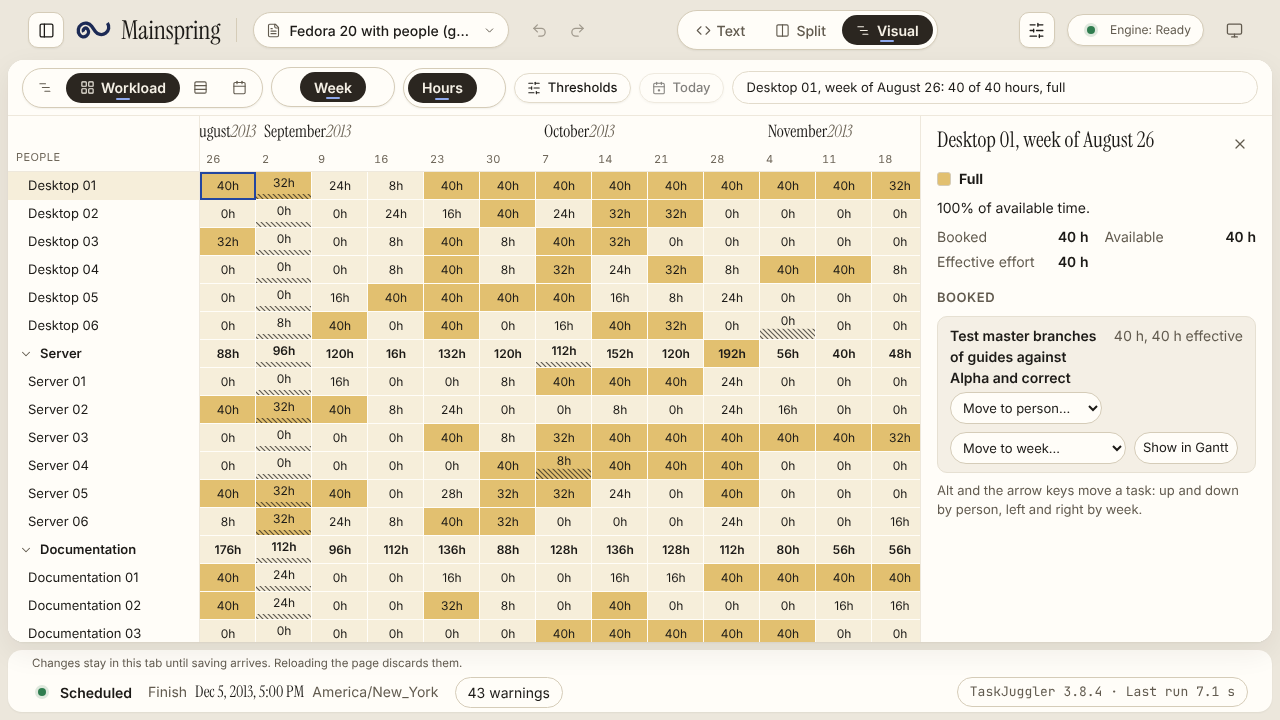 Mainspring
Fedora 20 with people (g...
Text
Split
Visual
Engine: Ready
Workload
Week
Hours
Thresholds
Today
Desktop 01, week of August 26: 40 of 40 hours, full
PEOPLE
ugust 2013 September 2013 October 2013 November 2013
26 2 9 16 23 30 7 14 21 28 4 11 18
Desktop 01 40h 32h 24h 8h 40h 40h 40h 40h 40h 40h 40h 40h 32h
Desktop 02 0h 0h 0h 24h 16h 40h 24h 32h 32h 0h 0h 0h 0h
Desktop 03 32h 0h 0h 8h 40h 8h 40h 32h 0h 0h 0h 0h 0h
Desktop 04 0h 0h 0h 8h 40h 8h 32h 24h 32h 8h 40h 40h 8h
Desktop 05 0h 0h 16h 40h 40h 40h 40h 16h 8h 24h 0h 0h 0h
Desktop 06 0h 8h 40h 0h 40h 0h 16h 40h 32h 0h 0h 0h 0h
Server 88h 96h 120h 16h 132h 120h 112h 152h 120h 192h 56h 40h 48h
Server 01 0h 0h 16h 0h 0h 8h 40h 40h 40h 24h 0h 0h 0h
Server 02 40h 32h 40h 8h 24h 0h 0h 8h 0h 24h 16h 0h 0h
Server 03 0h 0h 0h 0h 40h 8h 32h 40h 40h 40h 40h 40h 32h
Server 04 0h 0h 0h 0h 0h 40h 8h 40h 40h 40h 0h 0h 0h
Server 05 40h 32h 40h 0h 28h 32h 32h 24h 0h 40h 0h 0h 0h
Server 06 8h 32h 24h 8h 40h 32h 0h 0h 0h 24h 0h 0h 16h
Documentation 176h 112h 96h 112h 136h 88h 128h 136h 128h 112h 80h 56h 56h
Documentation 01 40h 24h 0h 0h 16h 0h 0h 16h 16h 40h 40h 40h 40h
Documentation 02 40h 24h 0h 0h 32h 8h 0h 40h 0h 0h 0h 16h 16h
Documentation 03 0h 0h 0h 0h 0h 0h 40h 40h 40h 40h 40h 0h 0h
Desktop 01, week of August 26
Full
100% of available time.
Booked 40 h Available 40 h
Effective effort 40 h
BOOKED
Test master branches of guides against Alpha and correct
40 h, 40 h effective
Move to person...
Move to week...
Show in Gantt
Alt and the arrow keys move a task: up and down
by person, left and right by week.
Changes stay in this tab until saving arrives. Reloading the page discards them.
Scheduled Finish Dec 5, 2013, 5:00 PM America/New_York 43 warnings
TaskJuggler 3.8.4 · Last run 7.1 s